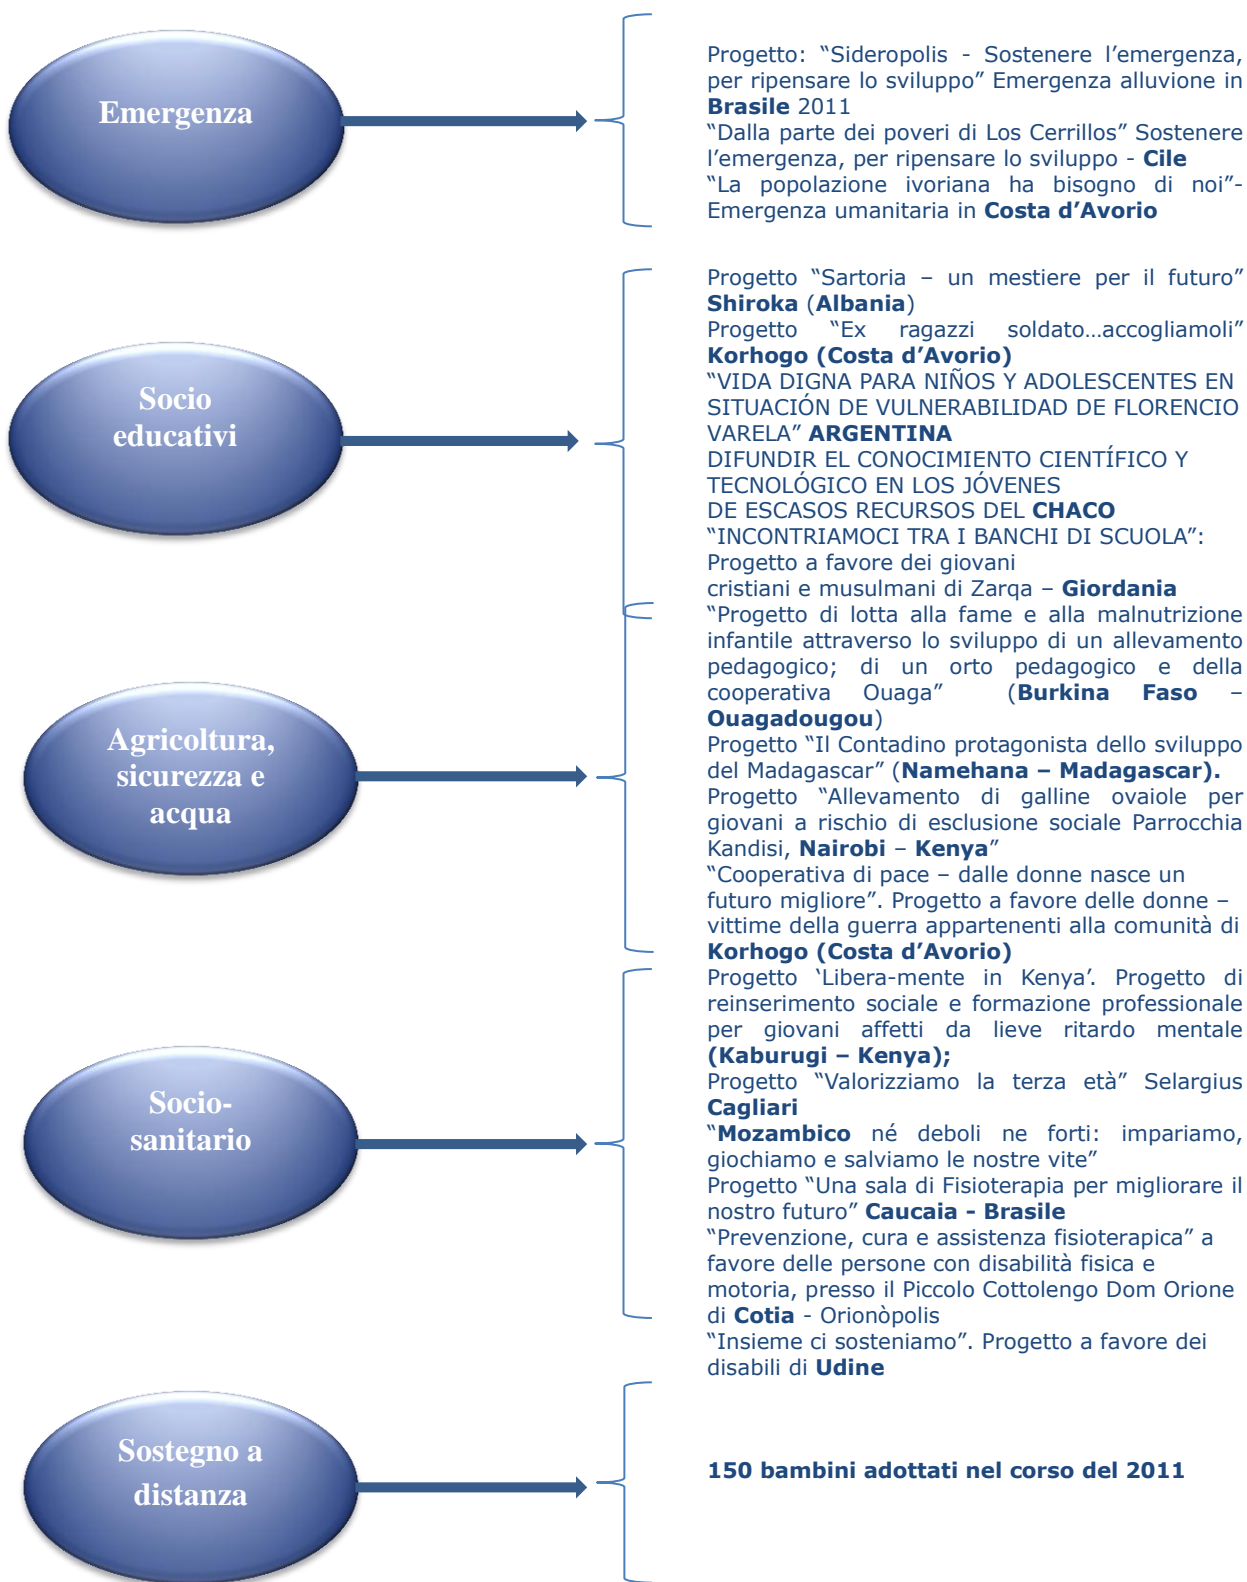 Emergenza
Progetto: “Sideropolis - Sostenere l’emergenza,
per ripensare lo sviluppo” Emergenza alluvione in
Brasile 2011
“Dalla parte dei poveri di Los Cerrillos” Sostenere
l’emergenza, per ripensare lo sviluppo - Cile
“La popolazione ivoriana ha bisogno di noi”-
Emergenza umanitaria in Costa d’Avorio
Socio
educativi
Progetto “Sartoria – un mestiere per il futuro”
Shiroka (Albania)
Progetto “Ex ragazzi soldato…accogliamoli”
Korhogo (Costa d’Avorio)
“VIDA DIGNA PARA NIÑOS Y ADOLESCENTES EN
SITUACIÓN DE VULNERABILIDAD DE FLORENCIO
VARELA” ARGENTINA
DIFUNDIR EL CONOCIMIENTO CIENTÍFICO Y
TECNOLÓGICO EN LOS JÓVENES
DE ESCASOS RECURSOS DEL CHACO
“INCONTRIAMOCI TRA I BANCHI DI SCUOLA”:
Progetto a favore dei giovani
cristiani e musulmani di Zarqa – Giordania
Agricoltura,
sicurezza e
acqua
“Progetto di lotta alla fame e alla malnutrizione
infantile attraverso lo sviluppo di un allevamento
pedagogico; di un orto pedagogico e della
cooperativa Ouaga” (Burkina Faso –
Ouagadougou)
Progetto “Il Contadino protagonista dello sviluppo
del Madagascar” (Namehana – Madagascar).
Progetto “Allevamento di galline ovaiole per
giovani a rischio di esclusione sociale Parrocchia
Kandisi, Nairobi – Kenya”
“Cooperativa di pace – dalle donne nasce un
futuro migliore”. Progetto a favore delle donne –
vittime della guerra appartenenti alla comunità di
Korhogo (Costa d’Avorio)
Socio-
sanitario
Progetto ‘Libera-mente in Kenya’. Progetto di
reinserimento sociale e formazione professionale
per giovani affetti da lieve ritardo mentale
(Kaburugi – Kenya);
Progetto “Valorizziamo la terza età” Selargius
Cagliari
“Mozambico né deboli ne forti: impariamo,
giochiamo e salviamo le nostre vite”
Progetto “Una sala di Fisioterapia per migliorare il
nostro futuro” Caucaia - Brasile
“Prevenzione, cura e assistenza fisioterapica” a
favore delle persone con disabilità fisica e
motoria, presso il Piccolo Cottolengo Dom Orione
di Cotia - Orionòpolis
“Insieme ci sosteniamo”. Progetto a favore dei
disabili di Udine
Sostegno a
distanza
150 bambini adottati nel corso del 2011